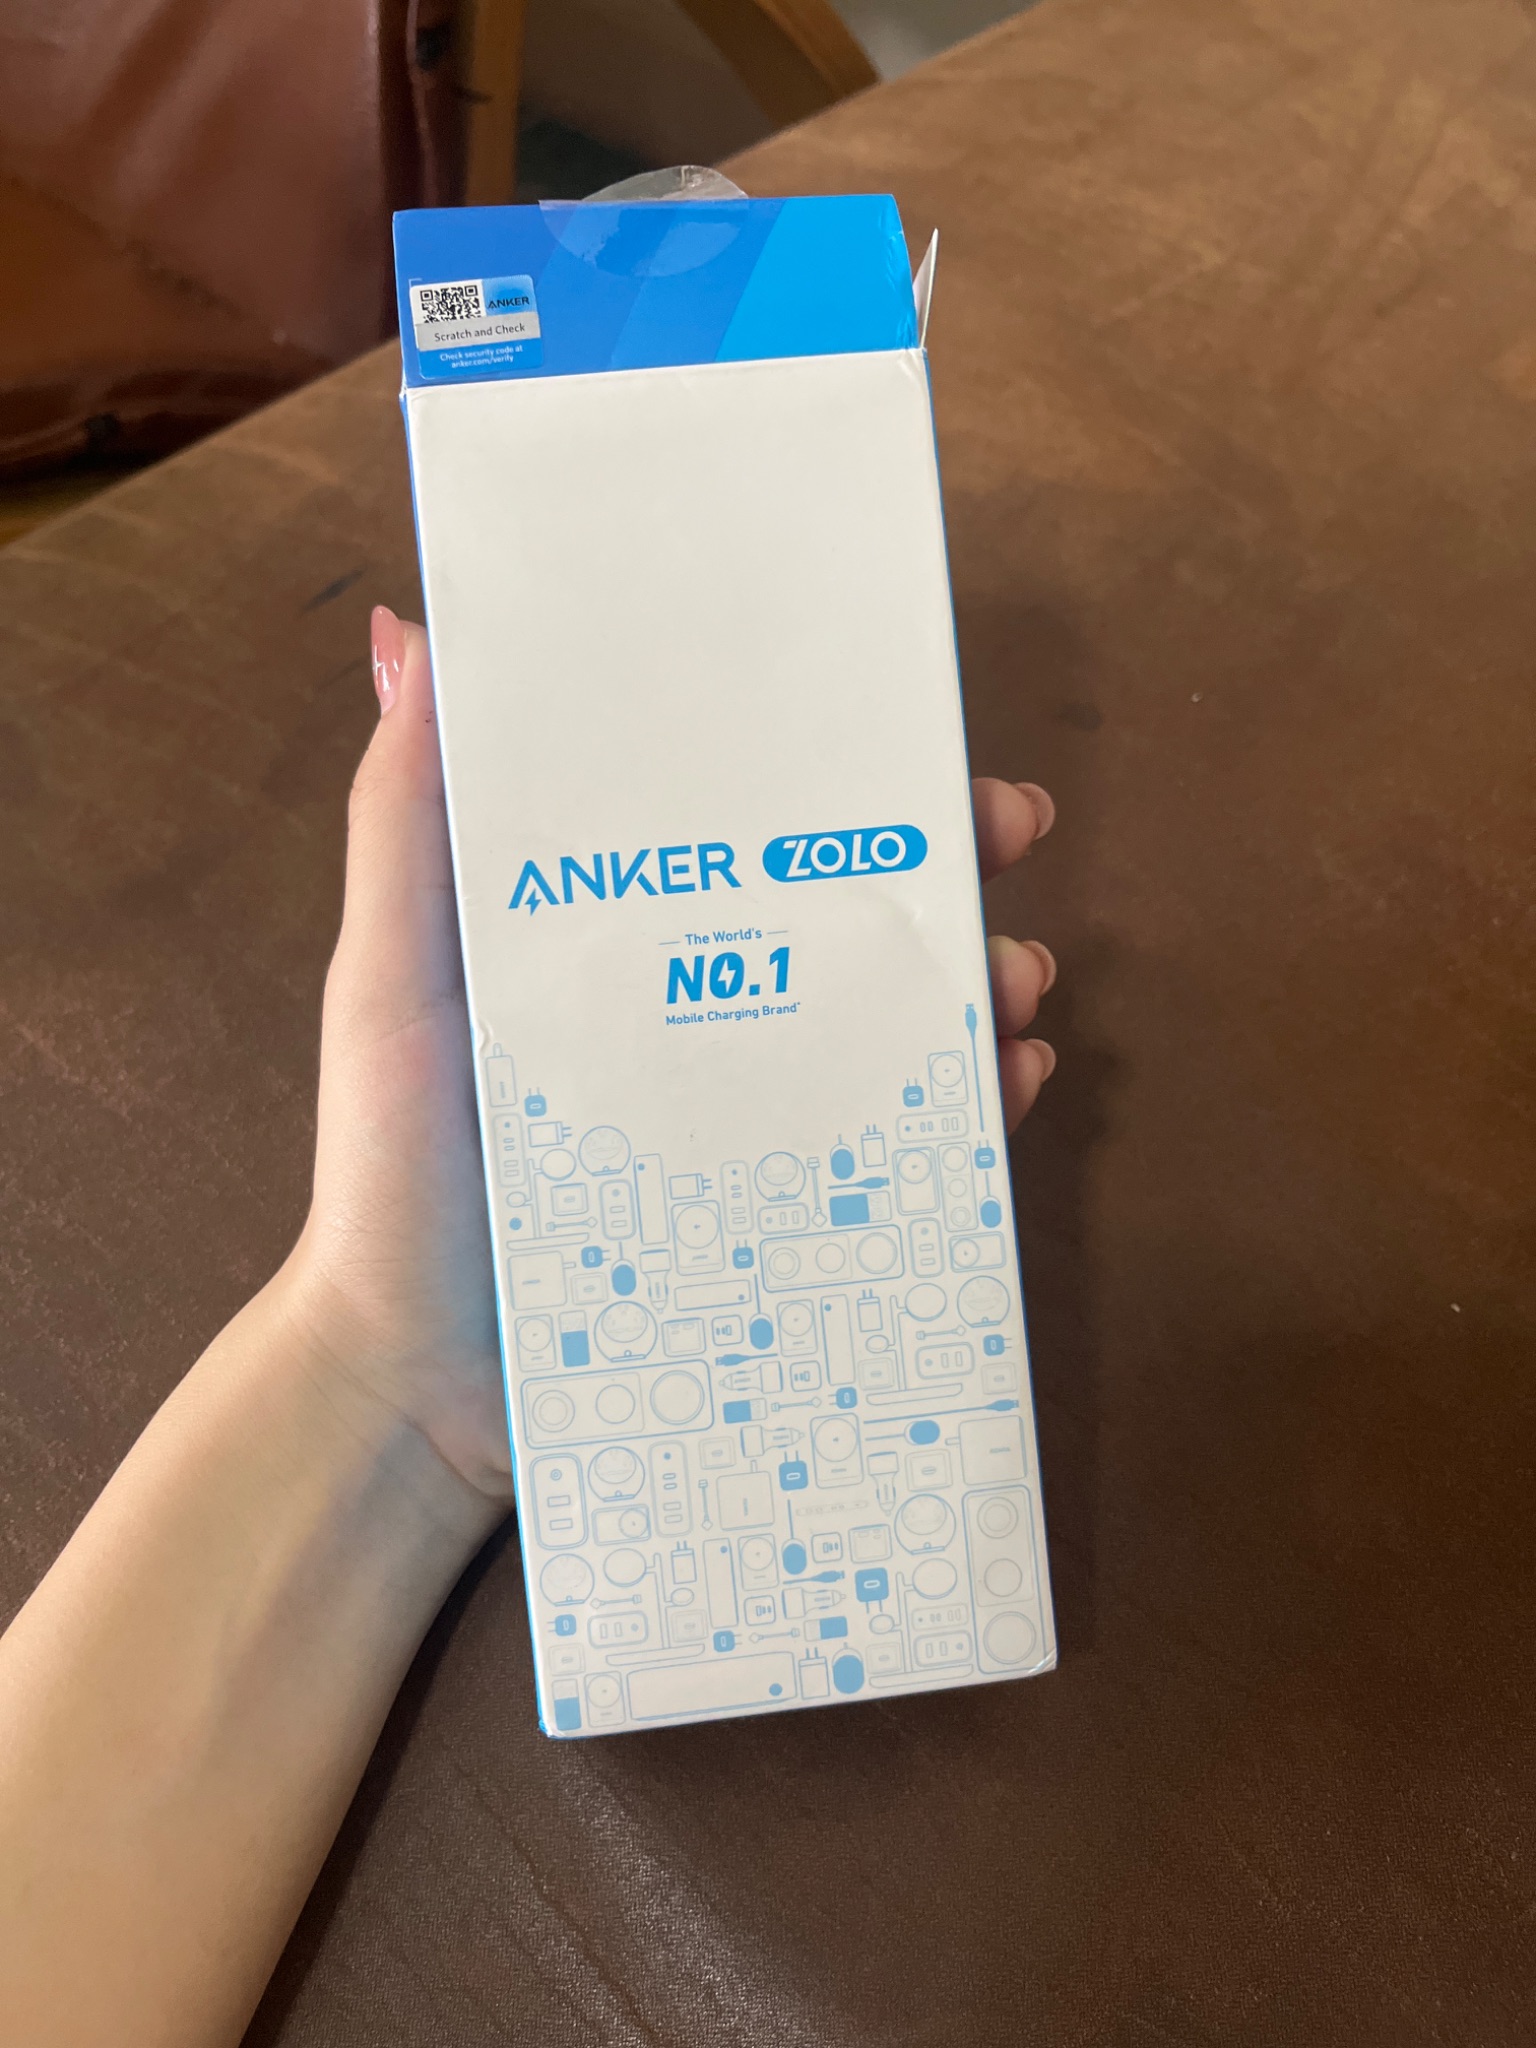 ANKER
Scratch and Check
Check security code at
anker.com/verify
ANKER ZOLO
The World's
NO.1
Mobile Charging Brand*